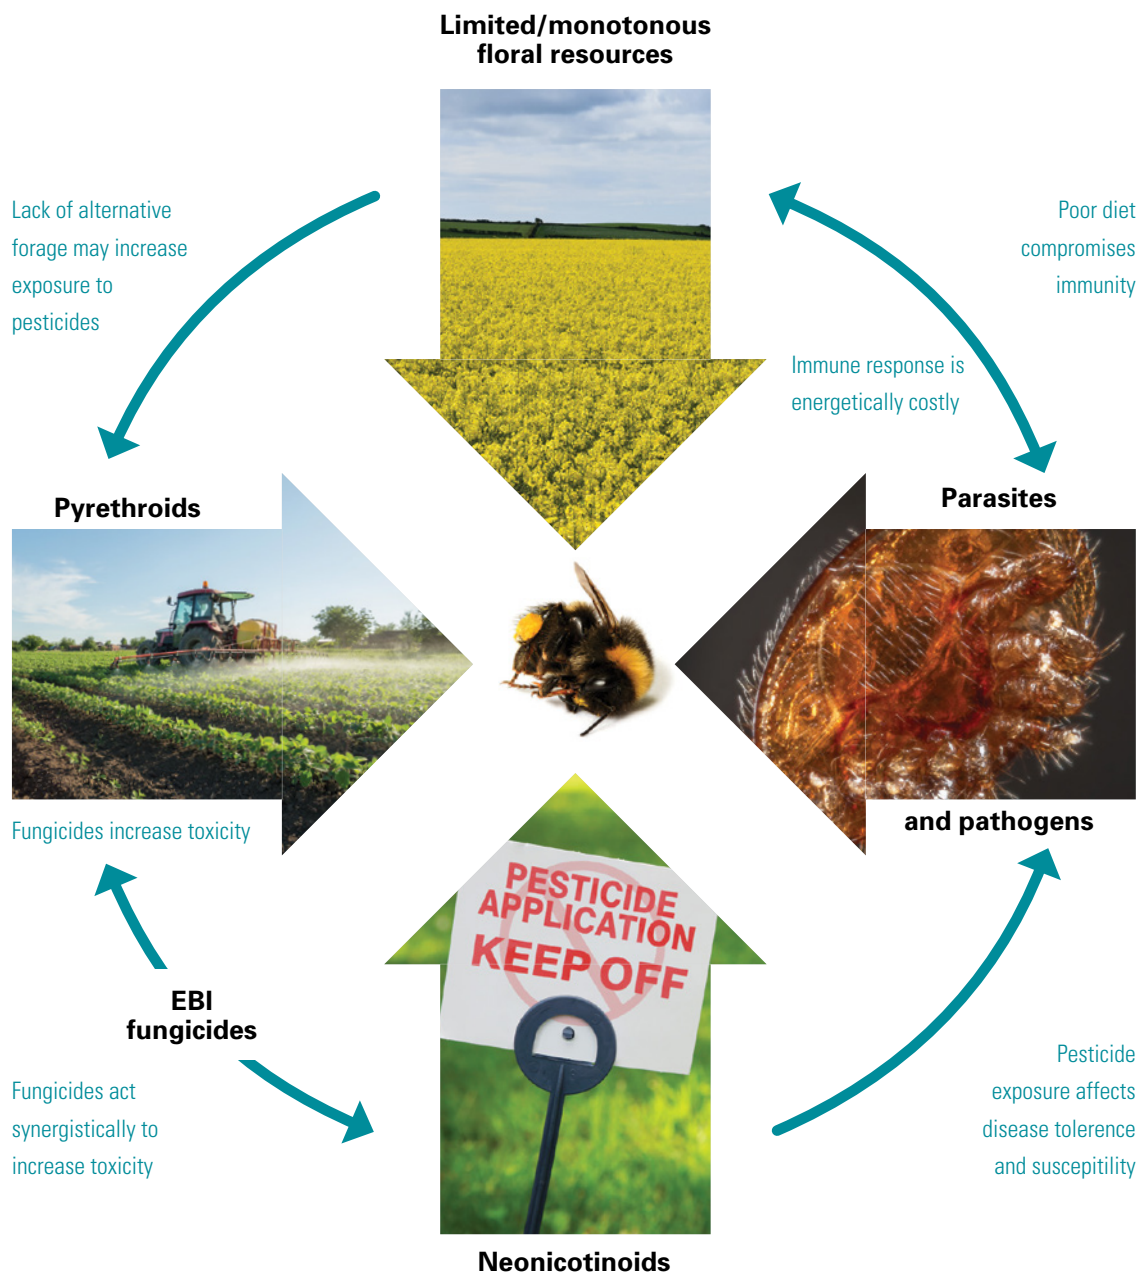 Limited/monotonous
floral resources
Lack of alternative
forage may increase
exposure to
pesticides
Poor diet
compromises
immunity
Immune response is
energetically costly
Pyrethroids
Parasites
and pathogens
Fungicides increase toxicity
PESTICIDE
APPLICATION
KEEP OFF
EBI
fungicides
Fungicides act
synergistically to
increase toxicity
Pesticide
exposure affects
disease tolerence
and suscepitility
Neonicotinoids